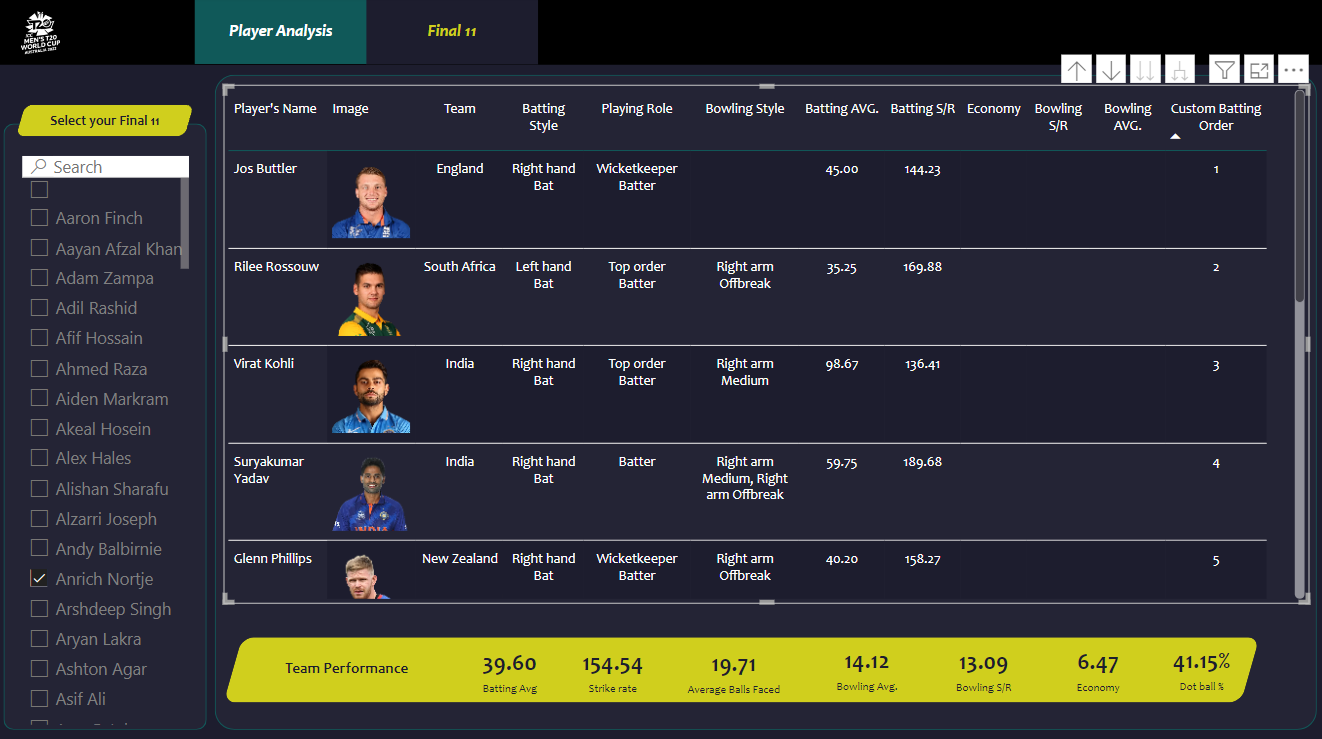 T20
ICC
MEN'S T20
WORLD CUP
AUSTRALIA 2022
Player Analysis
Final 11
Select your Final 11
Search
Aaron Finch
Aayan Afzal Khan
Adam Zampa
Adil Rashid
Afif Hossain
Ahmed Raza
Aiden Markram
Akeal Hosein
Alex Hales
Alishan Sharafu
Alzarri Joseph
Andy Balbirnie
Anrich Nortje
Arshdeep Singh
Aryan Lakra
Ashton Agar
Asif Ali
Player's Name Image Team Batting Style Playing Role Bowling Style Batting AVG. Batting S/R Economy Bowling S/R Bowling AVG. Custom Batting Order
Jos Buttler England Right hand Bat Wicketkeeper Batter 45.00 144.23 1
Rilee Rossouw South Africa Left hand Bat Top order Batter Right arm Offbreak 35.25 169.88 2
Virat Kohli India Right hand Bat Top order Batter Right arm Medium 98.67 136.41 3
Suryakumar Yadav India Right hand Bat Batter Right arm Medium, Right arm Offbreak 59.75 189.68 4
INDIA
Glenn Phillips New Zealand Right hand Bat Wicketkeeper Batter Right arm Offbreak 40.20 158.27 5
Team Performance
39.60 154.54 19.71 14.12 13.09 6.47 41.15%
Batting Avg Strike rate Average Balls Faced Bowling Avg. Bowling S/R Economy Dot ball %